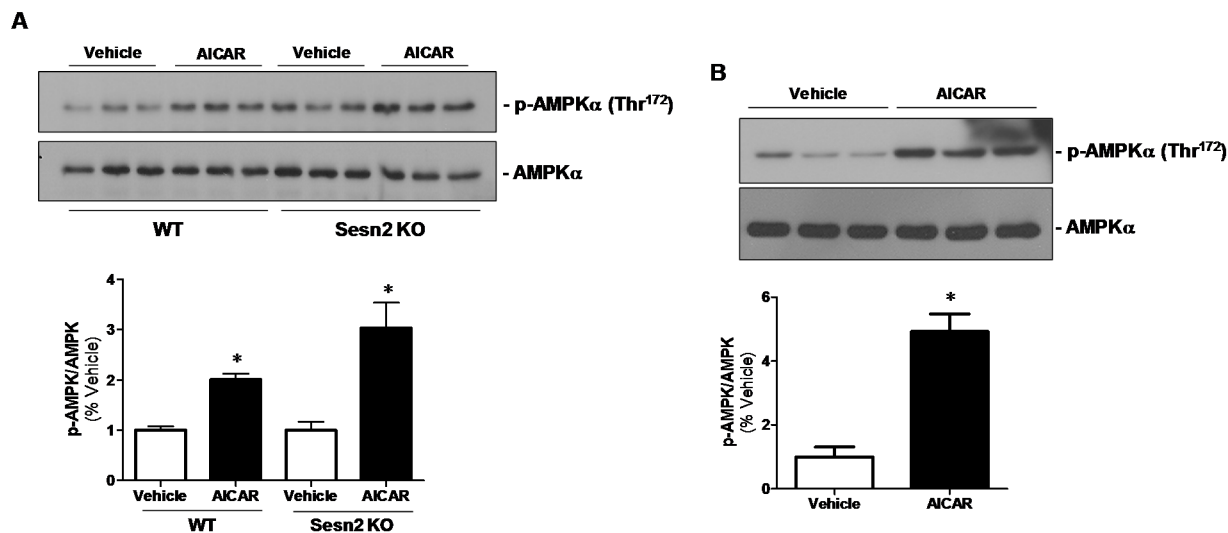 A
Vehicle AICAR Vehicle AICAR
- p-AMPKα (Thr¹⁷²)
- AMPKα
WT Sesn2 KO
4
3
2
1
0
p-AMPK/AMPK
(% Vehicle)
*
*
Vehicle AICAR Vehicle AICAR
WT Sesn2 KO
B
Vehicle AICAR
- p-AMPKα (Thr¹⁷²)
- AMPKα
6
4
2
0
p-AMPK/AMPK
(% Vehicle)
*
Vehicle AICAR